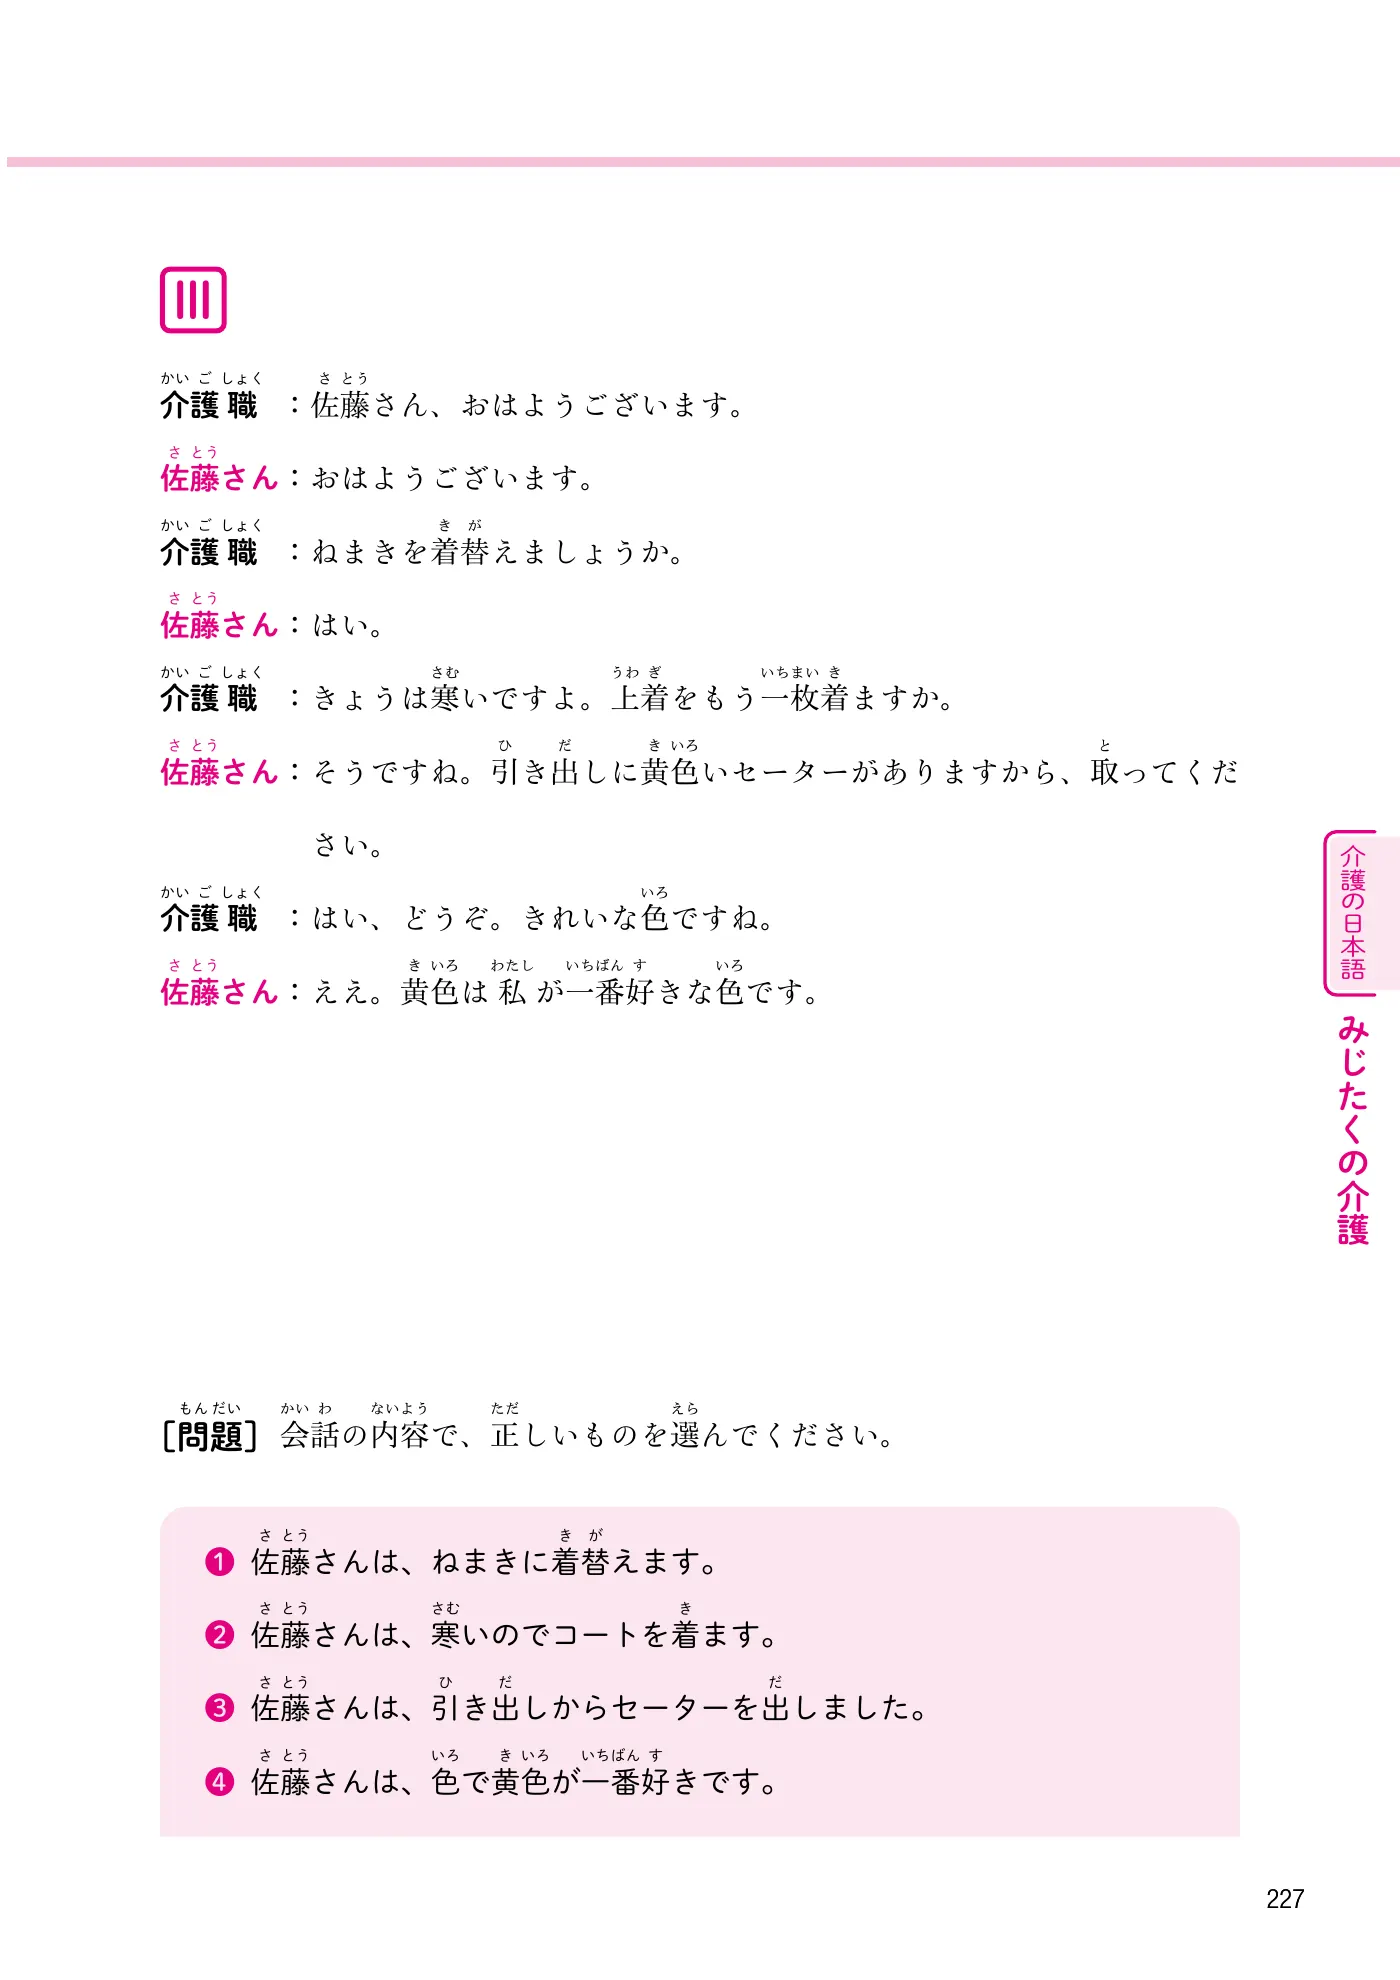 III
介護職：佐藤さん、おはようございます。
佐藤さん：おはようございます。
介護職：ねまきを着替えましょうか。
佐藤さん：はい。
介護職：きょうは寒いですよ。上着をもう一枚着ますか。
佐藤さん：そうですね。引き出しに黄色いセーターがありますから、取ってくだ
さい。
介護職：はい、どうぞ。きれいな色ですね。
佐藤さん：ええ。黄色は私が一番好きな色です。
［問題］ 会話の内容で、正しいものを選んでください。
❶ 佐藤さんは、ねまきに着替えます。
❷ 佐藤さんは、寒いのでコートを着ます。
❸ 佐藤さんは、引き出しからセーターを出しました。
❹ 佐藤さんは、色で黄色が一番好きです。
介護の日本語
みじたくの介護
227